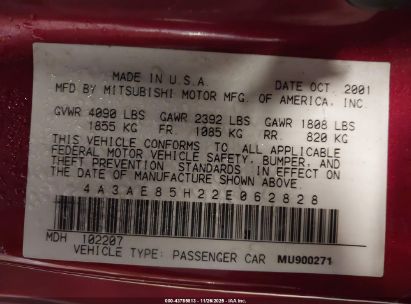 MADE IN U.S.A. DATE OCT. 2001
MFD BY MITSUBISHI MOTOR MFG. OF AMERICA, INC.
GVWR 4090 LBS GAWR 2392 LBS GAWR 1808 LBS
1855 KG FR. 1085 KG RR. 820 KG
THIS VEHICLE CONFORMS TO ALL APPLICABLE
FEDERAL MOTOR VEHICLE SAFETY, BUMPER, AND
THEFT PREVENTION STANDARDS IN EFFECT ON
THE DATE OF MANUFACTURE SHOWN ABOVE.
4A3AE85H22E062828
MDH 102207
VEHICLE TYPE: PASSENGER CAR MU900271